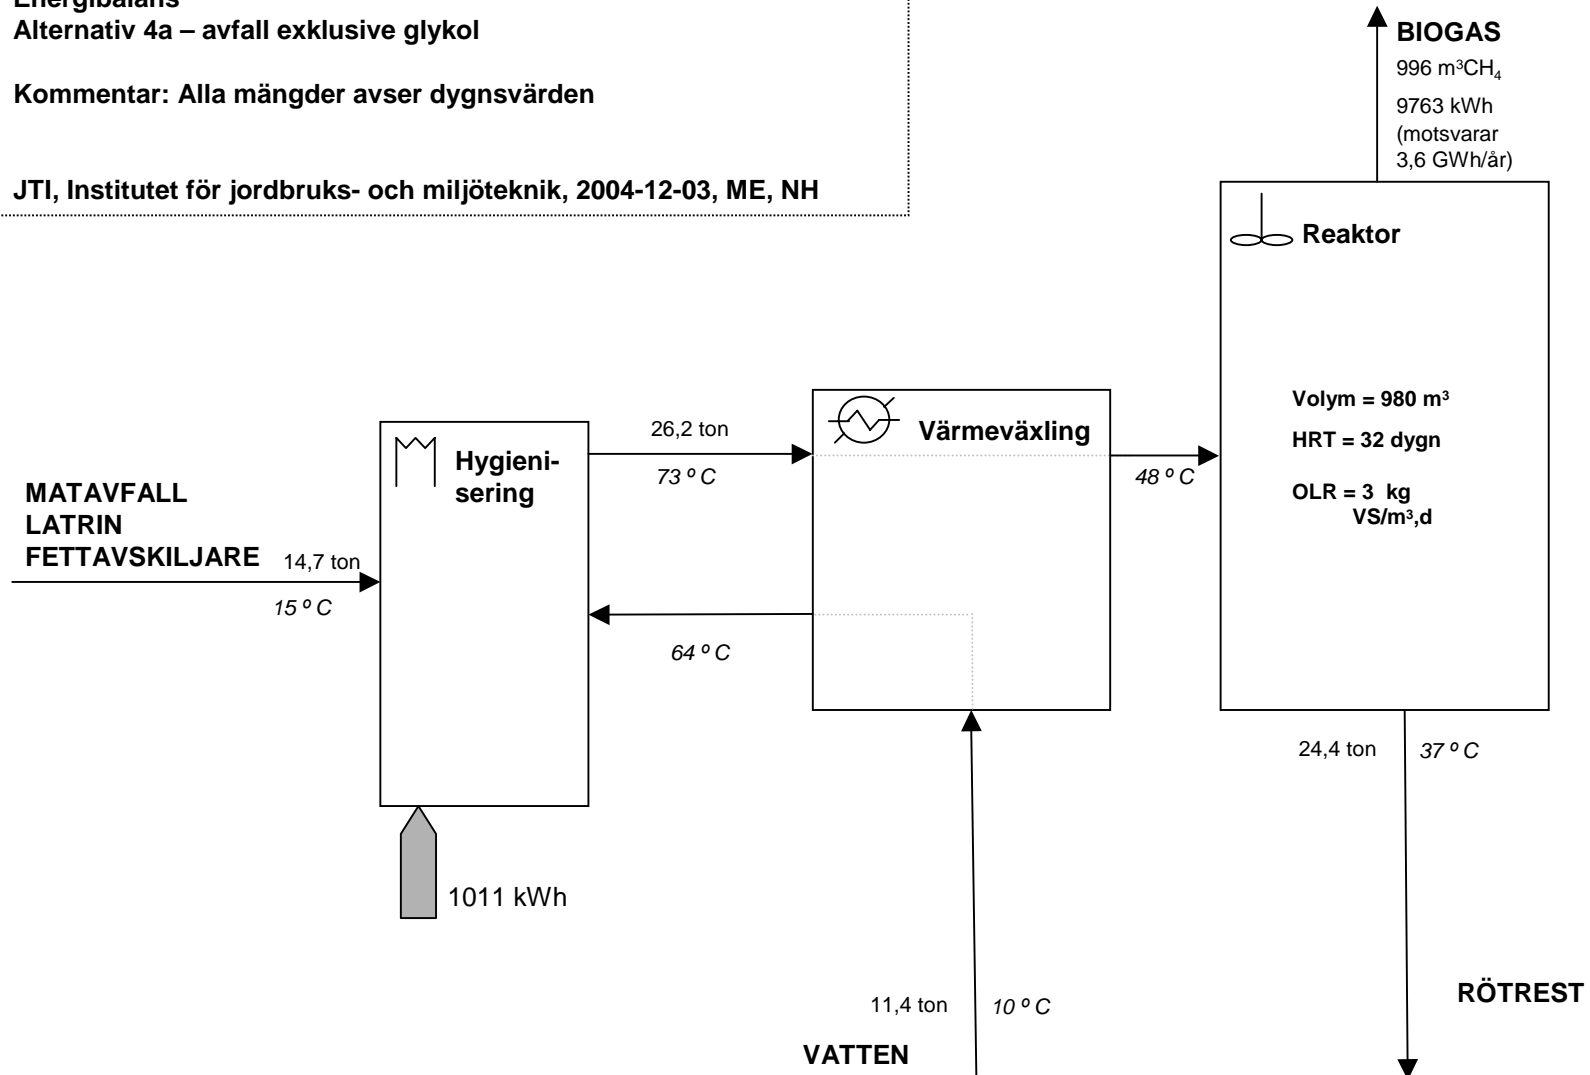 Energibalans
Alternativ 4a – avfall exklusive glykol
Kommentar: Alla mängder avser dygnsvärden
JTI, Institutet för jordbruks- och miljöteknik, 2004-12-03, ME, NH
BIOGAS
996 m³CH₄
9763 kWh
(motsvarar
3,6 GWh/år)
Reaktor
Volym = 980 m³
HRT = 32 dygn
OLR = 3 kg
VS/m³,d
Värmeväxling
48 º C
26,2 ton
73 º C
Hygieni-
sering
MATAVFALL
LATRIN
FETTAVSKILJARE
14,7 ton
15 º C
64 º C
24,4 ton
37 º C
1011 kWh
11,4 ton
10 º C
VATTEN
RÖTREST